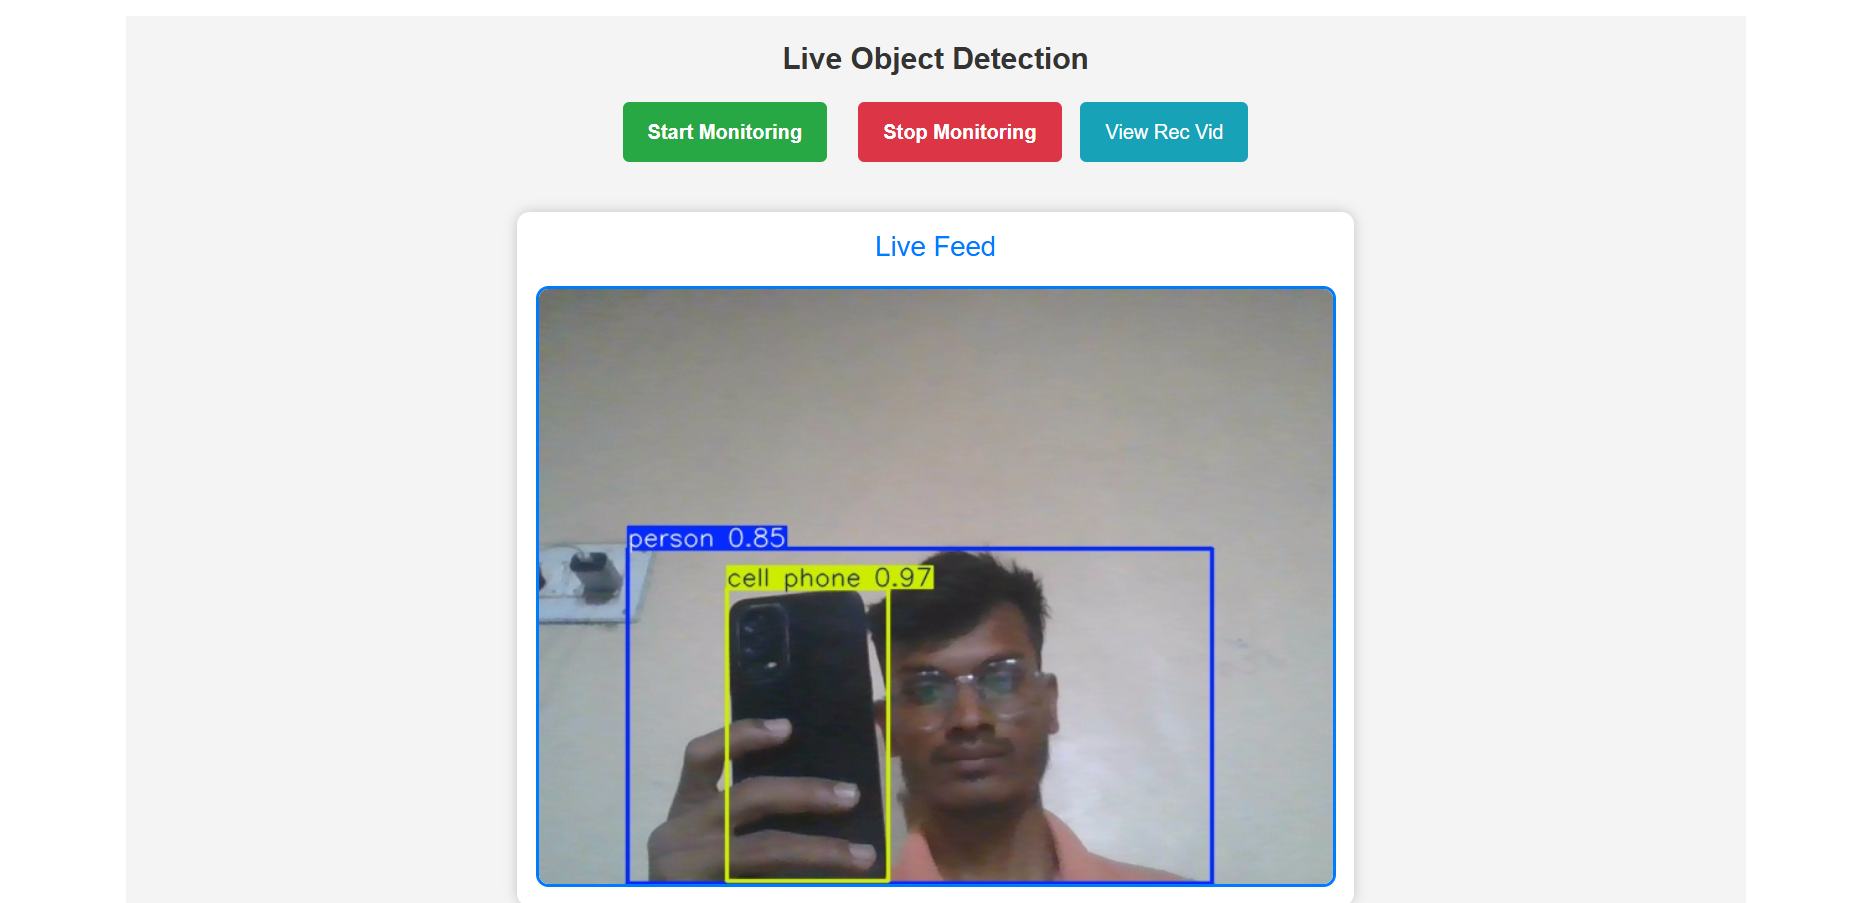 Live Object Detection
Start Monitoring Stop Monitoring View Rec Vid
Live Feed
person 0.85
cell phone 0.97